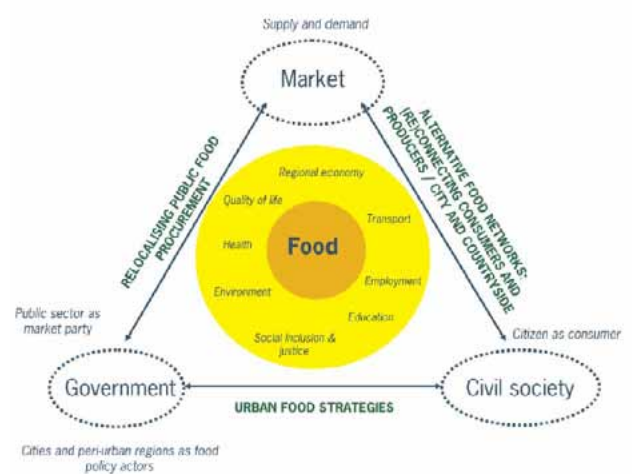 Supply and demand
Market
RELOCALISING PUBLIC FOOD
PROCUREMENT
ALTERNATIVE FOOD NETWORKS-
(RE)CONNECTING CONSUMERS AND
PRODUCERS / CITY AND COUNTRYSIDE
Regional economy
Quality of life
Transport
Health
Food
Environment
Employment
Education
Social Inclusion &
justice
Public sector as
market party
Citizen as consumer
Government
Civil society
URBAN FOOD STRATEGIES
Cities and peri-urban regions as food
policy actors